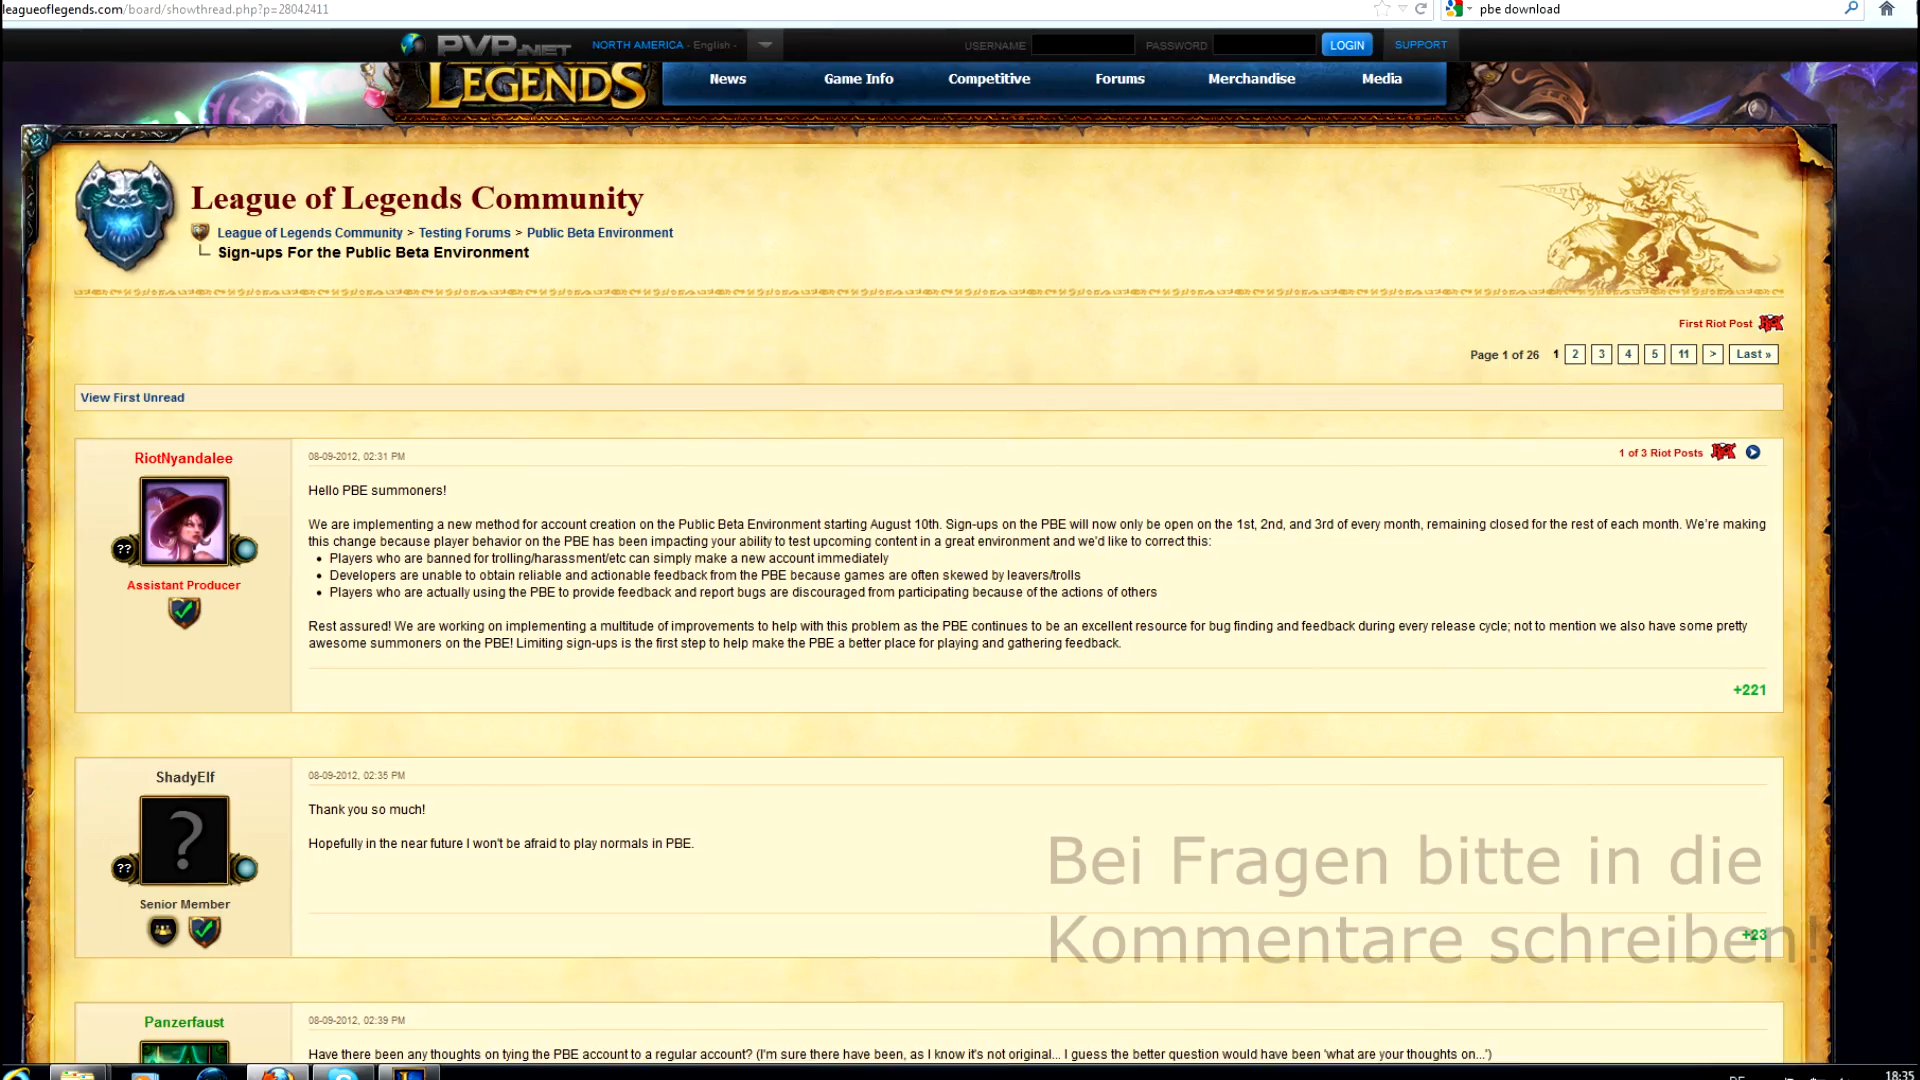 leagueoflegends.com/board/showthread.php?p=28042411
pbe download
PVP.NET
NORTH AMERICA - English -
USERNAME
PASSWORD
LOGIN
SUPPORT
LEGENDS
News
Game Info
Competitive
Forums
Merchandise
Media
League of Legends Community
League of Legends Community > Testing Forums > Public Beta Environment
Sign-ups For the Public Beta Environment
First Riot Post
Page 1 of 26 1 2 3 4 5 11 > Last »
View First Unread
RiotNyandalee
??
Assistant Producer
08-09-2012, 02:31 PM
1 of 3 Riot Posts
Hello PBE summoners!
We are implementing a new method for account creation on the Public Beta Environment starting August 10th. Sign-ups on the PBE will now only be open on the 1st, 2nd, and 3rd of every month, remaining closed for the rest of each month. We're making
this change because player behavior on the PBE has been impacting your ability to test upcoming content in a great environment and we'd like to correct this:
• Players who are banned for trolling/harassment/etc can simply make a new account immediately
• Developers are unable to obtain reliable and actionable feedback from the PBE because games are often skewed by leavers/trolls
• Players who are actually using the PBE to provide feedback and report bugs are discouraged from participating because of the actions of others
Rest assured! We are working on implementing a multitude of improvements to help with this problem as the PBE continues to be an excellent resource for bug finding and feedback during every release cycle; not to mention we also have some pretty
awesome summoners on the PBE! Limiting sign-ups is the first step to help make the PBE a better place for playing and gathering feedback.
+221
ShadyElf
?
??
Senior Member
08-09-2012, 02:35 PM
Thank you so much!
Hopefully in the near future I won't be afraid to play normals in PBE.
+23
Bei Fragen bitte in die
Kommentare schreiben!
Panzerfaust
08-09-2012, 02:39 PM
Have there been any thoughts on tying the PBE account to a regular account? (I'm sure there have been, as I know it's not original... I guess the better question would have been 'what are your thoughts on...')
18:35